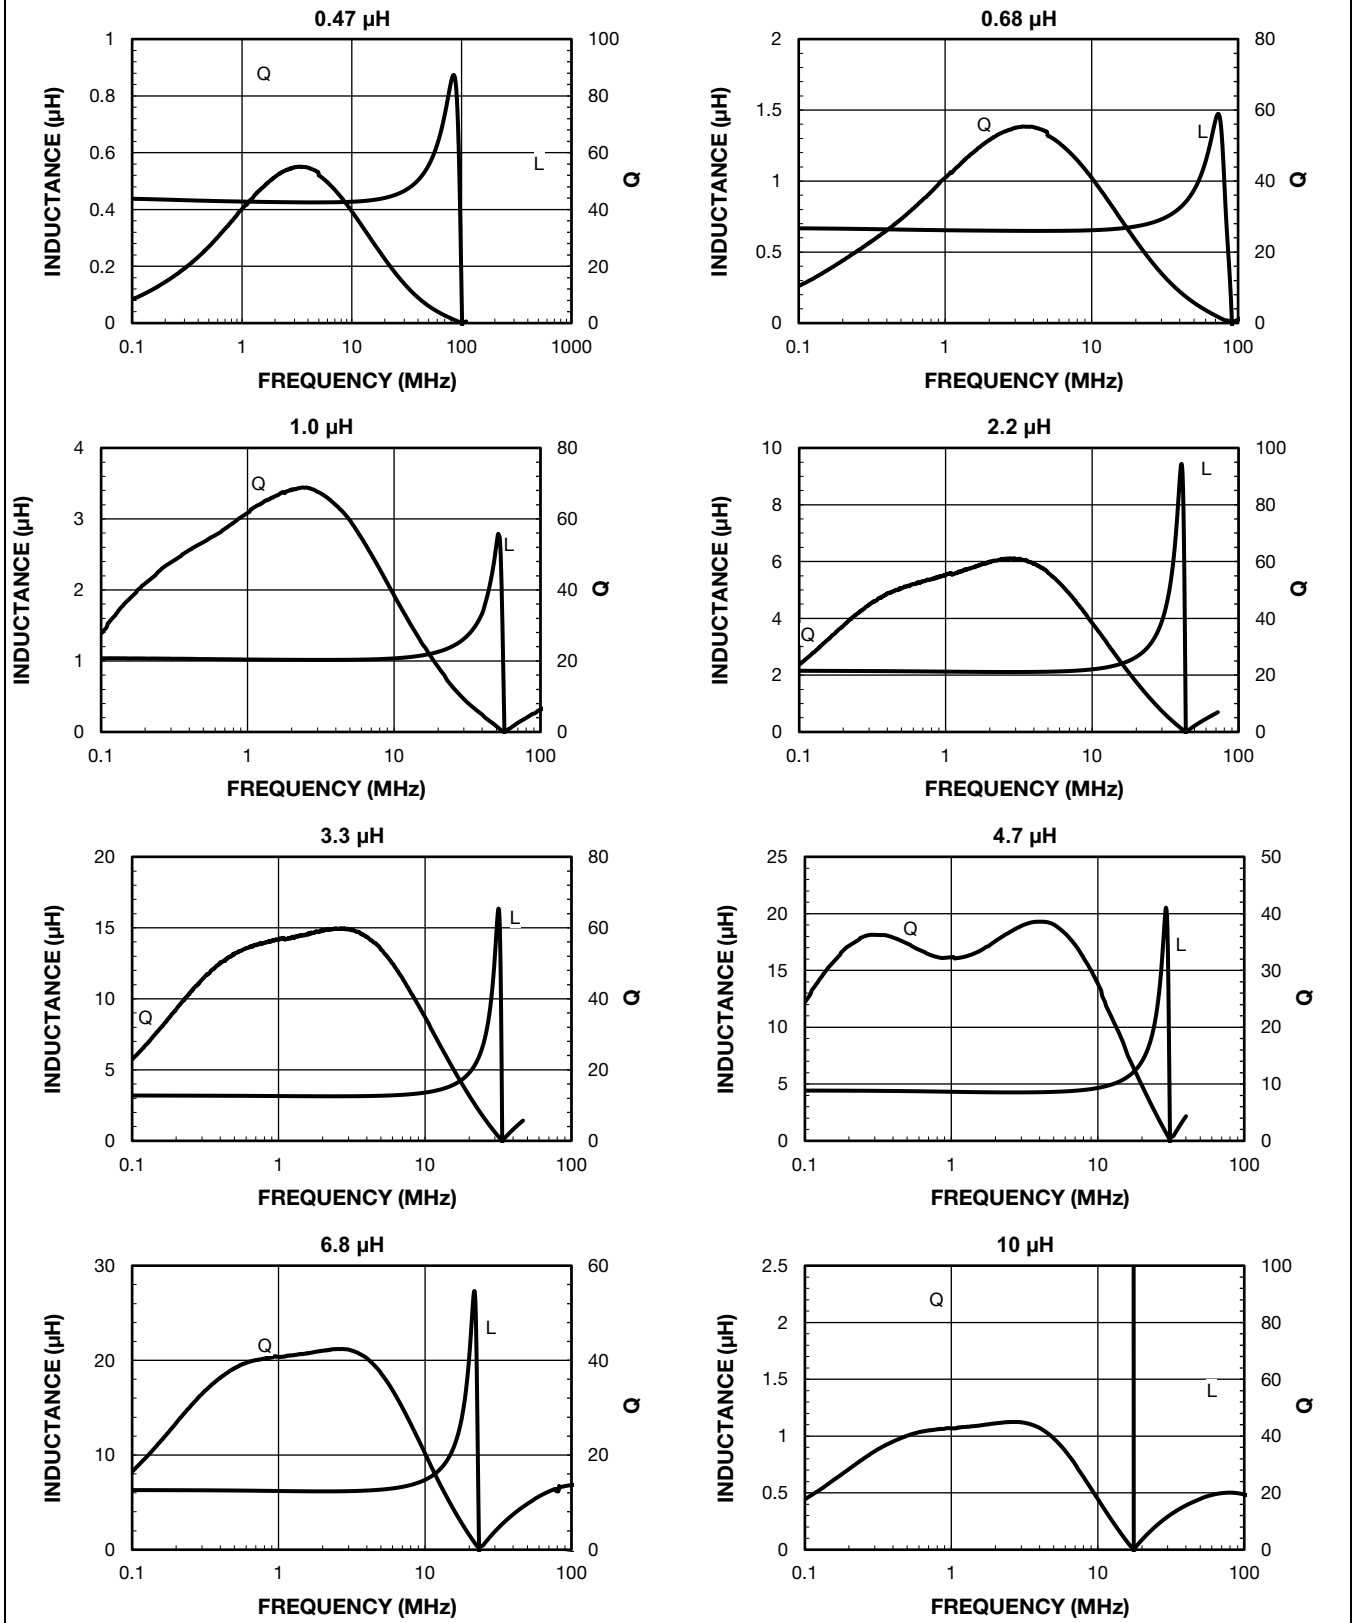 0.47 µH
1
0.8
0.6
0.4
0.2
0
100
80
60
40
20
0
0.1
1
10
100
1000
INDUCTANCE (µH)
Q
Q
L
FREQUENCY (MHz)
0.68 µH
2
1.5
1
0.5
0
80
60
40
20
0
0.1
1
10
100
INDUCTANCE (µH)
Q
Q
L
FREQUENCY (MHz)
1.0 µH
4
3
2
1
0
80
60
40
20
0
0.1
1
10
100
INDUCTANCE (µH)
Q
Q
L
FREQUENCY (MHz)
2.2 µH
10
8
6
4
2
0
100
80
60
40
20
0
0.1
1
10
100
INDUCTANCE (µH)
Q
Q
L
FREQUENCY (MHz)
3.3 µH
20
15
10
5
0
80
60
40
20
0
0.1
1
10
100
INDUCTANCE (µH)
Q
Q
L
FREQUENCY (MHz)
4.7 µH
25
20
15
10
5
0
50
40
30
20
10
0
0.1
1
10
100
INDUCTANCE (µH)
Q
Q
L
FREQUENCY (MHz)
6.8 µH
30
20
10
0
60
40
20
0
0.1
1
10
100
INDUCTANCE (µH)
Q
Q
L
FREQUENCY (MHz)
10 µH
2.5
2
1.5
1
0.5
0
100
80
60
40
20
0
0.1
1
10
100
INDUCTANCE (µH)
Q
Q
L
FREQUENCY (MHz)